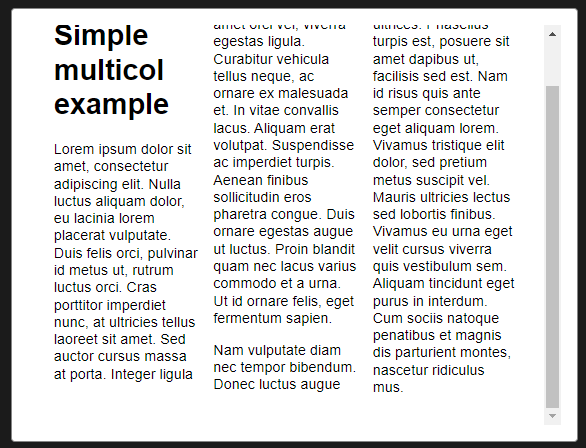 Simple
multicol
example
Lorem ipsum dolor sit
amet, consectetur
adipiscing elit. Nulla
luctus aliquam dolor,
eu lacinia lorem
placerat vulputate.
Duis felis orci, pulvinar
id metus ut, rutrum
luctus orci. Cras
porttitor imperdiet
nunc, at ultricies tellus
laoreet sit amet. Sed
auctor cursus massa
at porta. Integer ligula
amet orci vel, viverra
egestas ligula.
Curabitur vehicula
tellus neque, ac
ornare ex malesuada
et. In vitae convallis
lacus. Aliquam erat
volutpat. Suspendisse
ac imperdiet turpis.
Aenean finibus
sollicitudin eros
pharetra congue. Duis
ornare egestas augue
ut luctus. Proin blandit
quam nec lacus varius
commodo et a urna.
Ut id ornare felis, eget
fermentum sapien.
Nam vulputate diam
nec tempor bibendum.
Donec luctus augue
ultrices. Phasellus
turpis est, posuere sit
amet dapibus ut,
facilisis sed est. Nam
id risus quis ante
semper consectetur
eget aliquam lorem.
Vivamus tristique elit
dolor, sed pretium
metus suscipit vel.
Mauris ultricies lectus
sed lobortis finibus.
Vivamus eu urna eget
velit cursus viverra
quis vestibulum sem.
Aliquam tincidunt eget
purus in interdum.
Cum sociis natoque
penatibus et magnis
dis parturient montes,
nascetur ridiculus
mus.